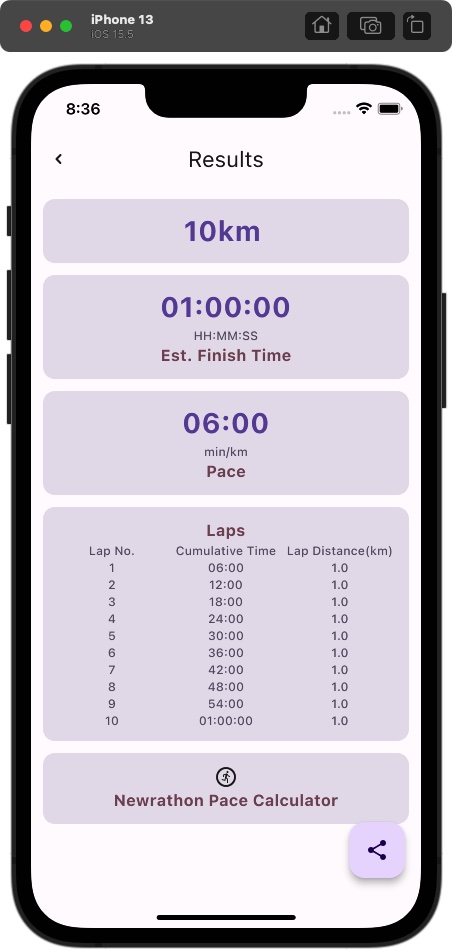 iPhone 13
iOS 15.5
8:36
Results
10km
01:00:00
HH:MM:SS
Est. Finish Time
06:00
min/km
Pace
Laps
Lap No. Cumulative Time Lap Distance(km)
1 06:00 1.0
2 12:00 1.0
3 18:00 1.0
4 24:00 1.0
5 30:00 1.0
6 36:00 1.0
7 42:00 1.0
8 48:00 1.0
9 54:00 1.0
10 01:00:00 1.0
Newrathon Pace Calculator